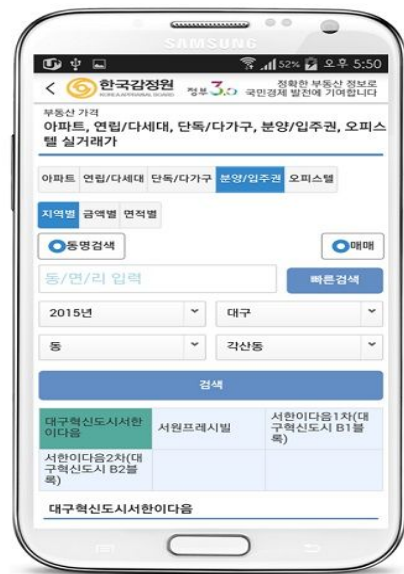 SAMSUNG
52% 오후 5:50
한국감정원 정부3.0 정확한 부동산 정보로
KOREA APPRAISAL BOARD 국민경제 발전에 기여합니다
부동산 가격
아파트, 연립/다세대, 단독/다가구, 분양/입주권, 오피스
텔 실거래가
아파트 연립/다세대 단독/다가구 분양/입주권 오피스텔
지역별 금액별 면적별
동명검색 매매
동/면/리 입력 빠른검색
2015년 대구
동 각산동
검색
대구혁신도시서한
이다음
서원프레시빌
서한이다음1차(대
구혁신도시 B1블
록)
서한이다음2차(대
구혁신도시 B2블
록)
대구혁신도시서한이다음